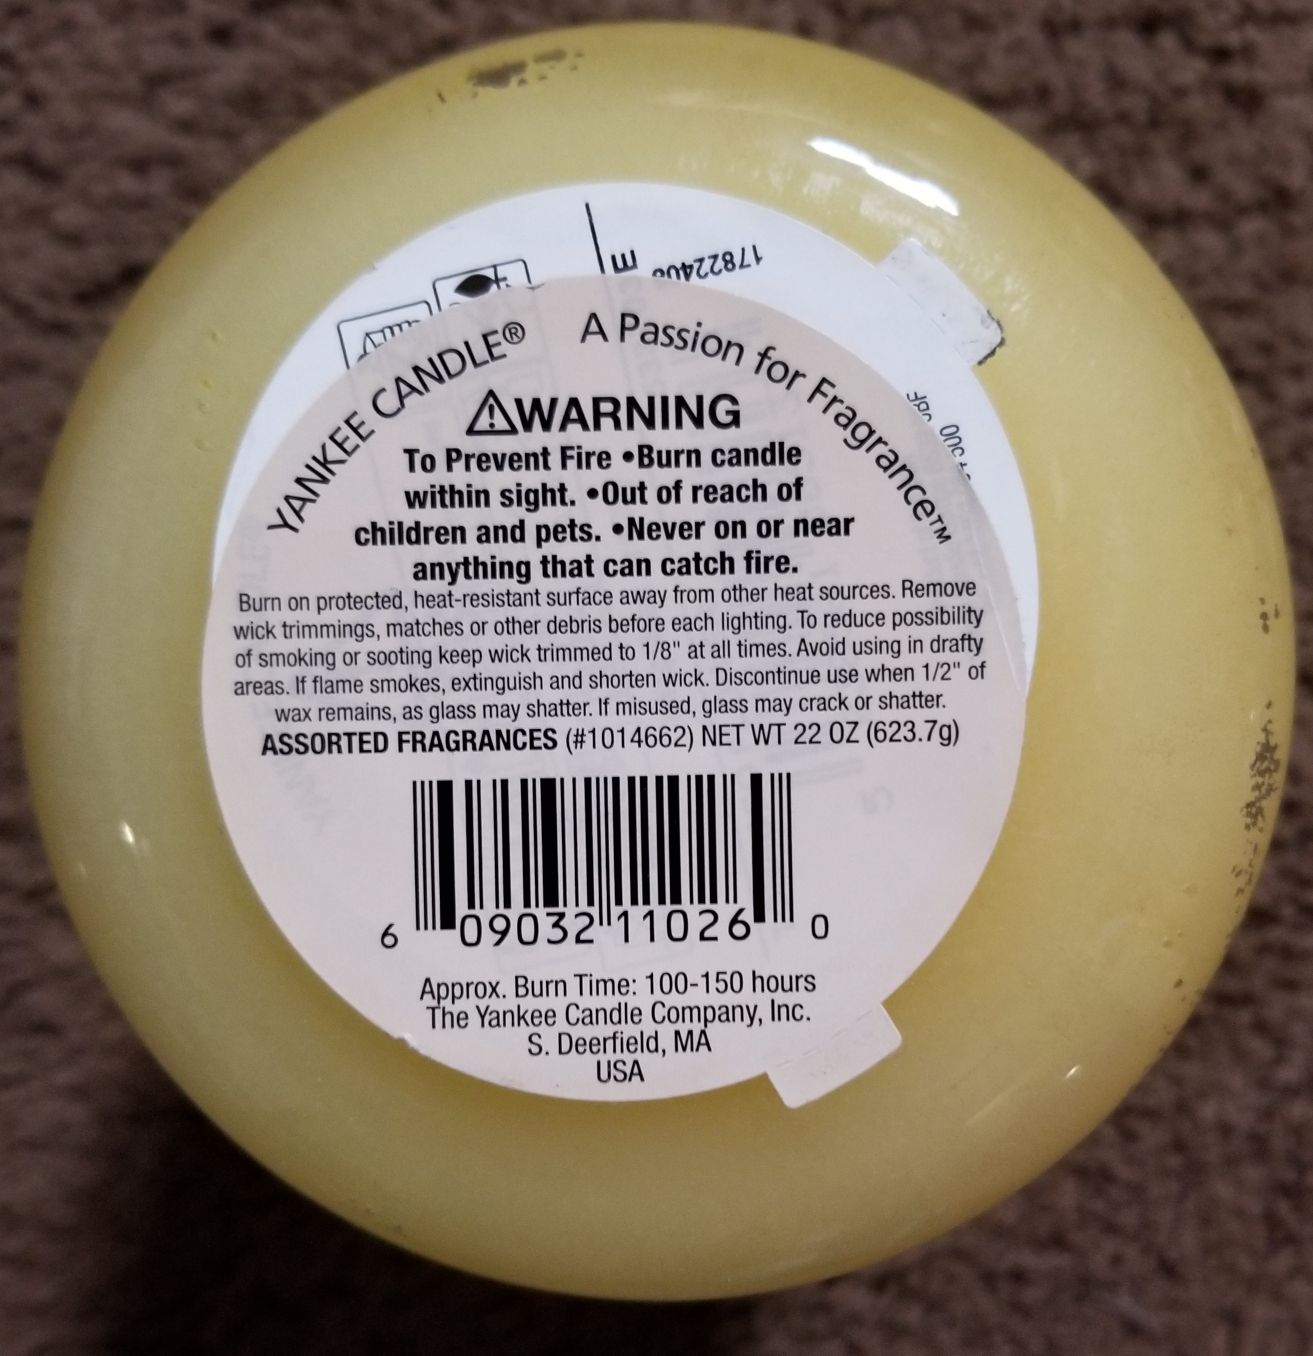 1782240
YANKEE CANDLE® A Passion for Fragrance™
⚠WARNING
To Prevent Fire •Burn candle
within sight. •Out of reach of
children and pets. •Never on or near
anything that can catch fire.
Burn on protected, heat-resistant surface away from other heat sources. Remove
wick trimmings, matches or other debris before each lighting. To reduce possibility
of smoking or sooting keep wick trimmed to 1/8" at all times. Avoid using in drafty
areas. If flame smokes, extinguish and shorten wick. Discontinue use when 1/2" of
wax remains, as glass may shatter. If misused, glass may crack or shatter.
ASSORTED FRAGRANCES (#1014662) NET WT 22 OZ (623.7g)
6 09032 11026 0
Approx. Burn Time: 100-150 hours
The Yankee Candle Company, Inc.
S. Deerfield, MA
USA